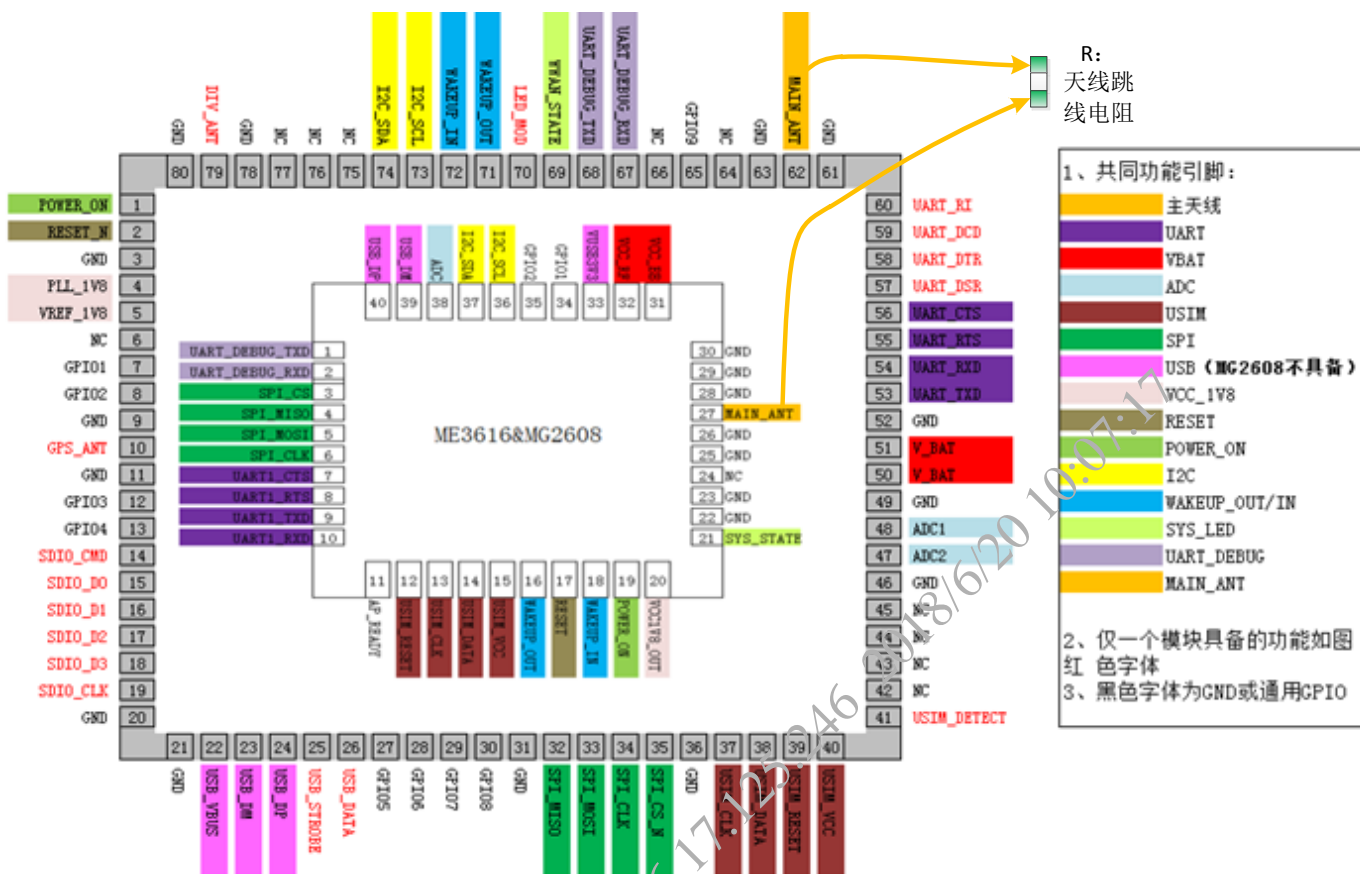 GND
DIV_ANT
GND
NC
NC
NC
I2C_SDA
I2C_SCL
WAKEUP_IN
WAKEUP_OUT
LED_MOD
WWAN_STATE
UART_DEBUG_TXD
UART_DEBUG_RXD
NC
GPIO9
NC
GND
MAIN_ANT
GND
80 79 78 77 76 75 74 73 72 71 70 69 68 67 66 65 64 63 62 61
R:
天线跳
线电阻
POWER_ON 1
RESET_N 2
GND 3
PLL_1V8 4
VREF_1V8 5
NC 6
GPIO1 7
GPIO2 8
GND 9
GPS_ANT 10
GND 11
GPIO3 12
GPIO4 13
SDIO_CMD 14
SDIO_D0 15
SDIO_D1 16
SDIO_D2 17
SDIO_D3 18
SDIO_CLK 19
GND 20
USB_DP
USB_DM
ADC
I2C_SDA
I2C_SCL
GPIO2
GPIO1
VUSB3V3
VCC_RF
VCC_BB
40 39 38 37 36 35 34 33 32 31
UART_DEBUG_TXD 1
UART_DEBUG_RXD 2
SPI_CS 3
SPI_MISO 4
SPI_MOSI 5
SPI_CLK 6
UART1_CTS 7
UART1_RTS 8
UART1_TXD 9
UART1_RXD 10
ME3616&MG2608
30 GND
29 GND
28 GND
27 MAIN_ANT
26 GND
25 GND
24 NC
23 GND
22 GND
21 SYS_STATE
11 12 13 14 15 16 17 18 19 20
AP_READY
USIM_RESET
USIM_CLK
USIM_DATA
USIM_VCC
WAKEUP_OUT
RESET
WAKEUP_IN
POWER_ON
VCC1V8_OUT
60 UART_RI
59 UART_DCD
58 UART_DTR
57 UART_DSR
56 UART_CTS
55 UART_RTS
54 UART_RXD
53 UART_TXD
52 GND
51 V_BAT
50 V_BAT
49 GND
48 ADC1
47 ADC2
46 GND
45 NC
44 NC
43 NC
42 NC
41 USIM_DETECT
21 22 23 24 25 26 27 28 29 30 31 32 33 34 35 36 37 38 39 40
GND
USB_VBUS
USB_DM
USB_DP
USB_STROBE
USB_DATA
GPIO5
GPIO6
GPIO7
GPIO8
GND
SPI_MISO
SPI_MOSI
SPI_CLK
SPI_CS_N
GND
USIM_CLK
USIM_DATA
USIM_RESET
USIM_VCC
1、共同功能引脚:
主天线
UART
VBAT
ADC
USIM
SPI
USB(MG2608不具备)
VCC_1V8
RESET
POWER_ON
I2C
WAKEUP_OUT/IN
SYS_LED
UART_DEBUG
MAIN_ANT
2、仅一个模块具备的功能如图
红 色字体
3、黑色字体为GND或通用GPIO
17.125.246 2018/6/20 10:07:17